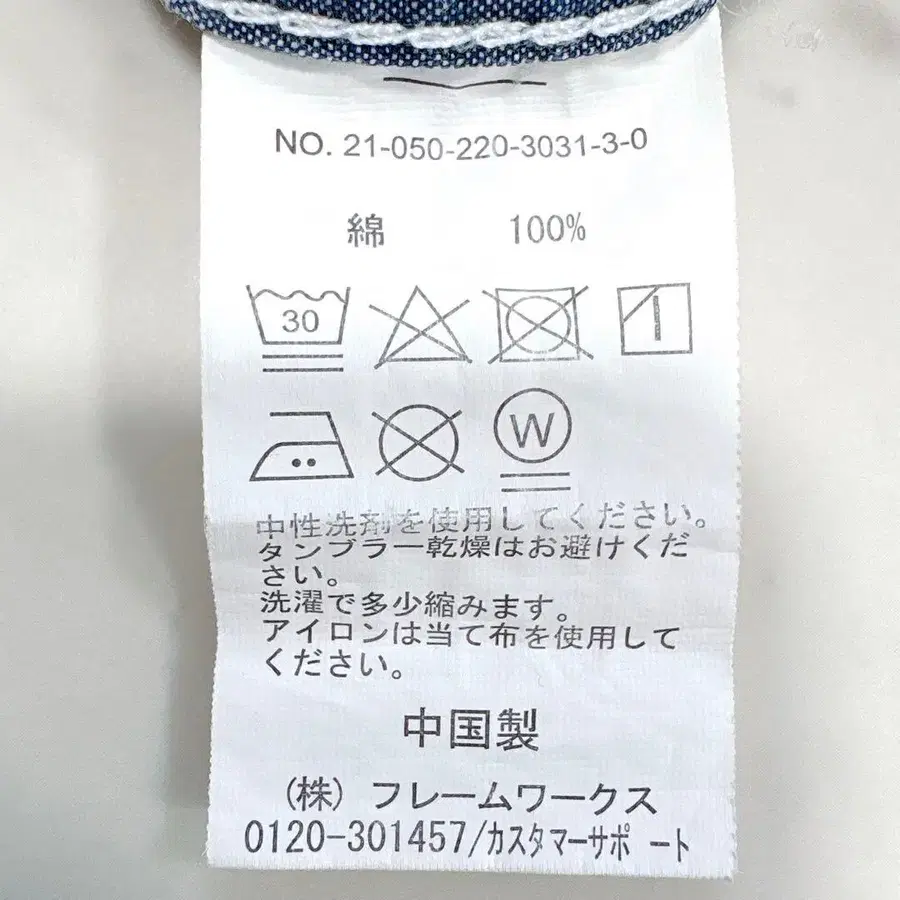 NO. 21-050-220-3031-3-0
綿 100%
30
W
中性洗剤を使用してください。
タンブラー乾燥はお避けくだ
さい。
洗濯で多少縮みます。
アイロンは当て布を使用して
ください。
中国製
（株）フレームワークス
0120-301457/カスタマーサポート